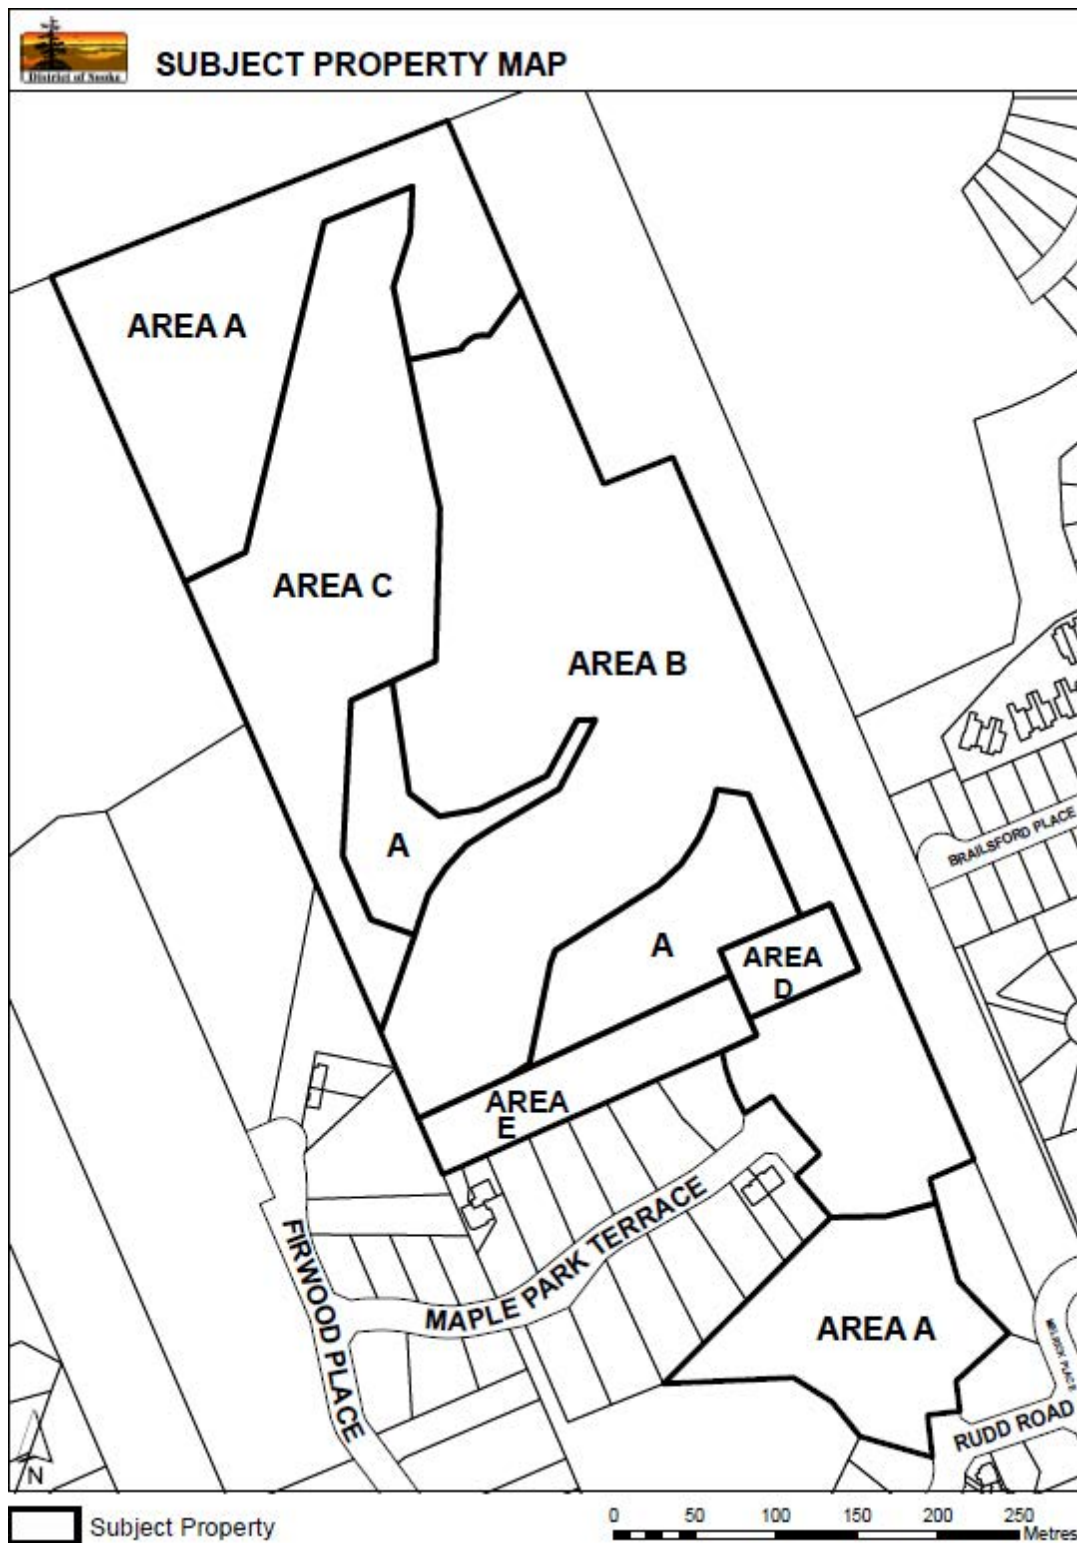 District of Sooke
SUBJECT PROPERTY MAP
AREA A
AREA C
AREA B
BRAILSFORD PLACE
A
A
AREA
D
AREA
E
MAPLE PARK TERRACE
FIRWOOD PLACE
AREA A
RUDD ROAD
N
Subject Property
0 50 100 150 200 250
Metres